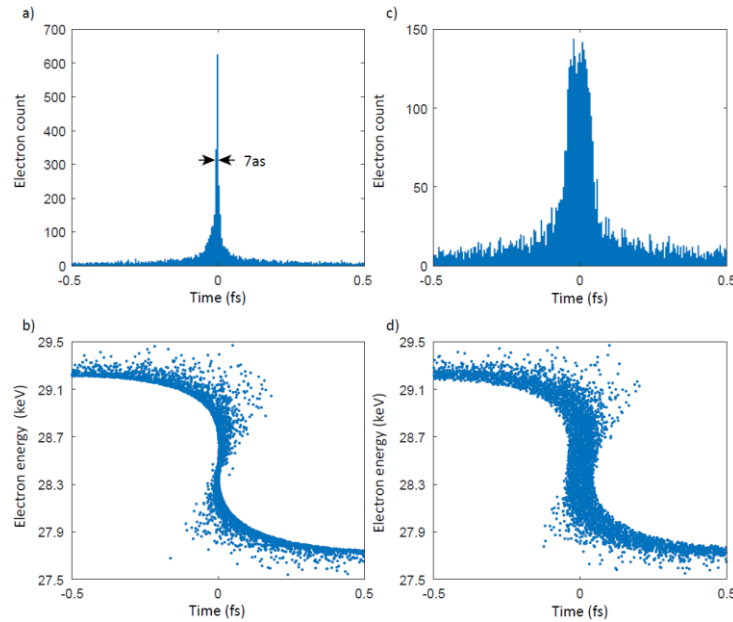 a)
700
600
500
400
300
200
100
0
Electron count
7as
-0.5
0
0.5
Time (fs)
c)
150
100
50
0
Electron count
-0.5
0
0.5
Time (fs)
b)
29.5
29.1
28.7
28.3
27.9
27.5
Electron energy (keV)
-0.5
0
0.5
Time (fs)
d)
29.5
29.1
28.7
28.3
27.9
27.5
Electron energy (keV)
-0.5
0
0.5
Time (fs)